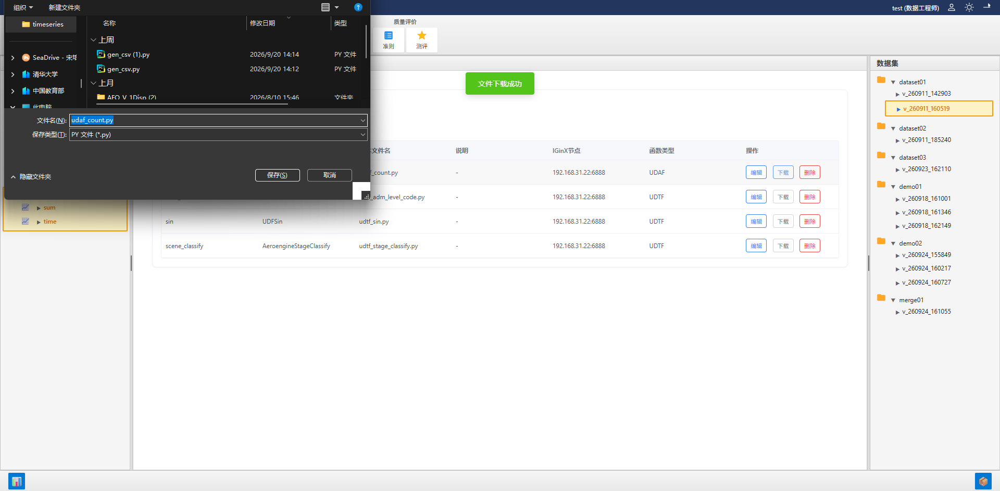 组织
新建文件夹
test (数据工程师)
timeseries
名称
修改日期
类型
上周
gen_csv (1).py
2026/9/20 14:14
PY 文件
gen_csv.py
2026/9/20 14:12
PY 文件
上月
AFO_V_1Disp (2)
2026/8/10 15:46
文件夹
SeaDrive - 宋
清华大学
中国教育部
此电脑
文件名(N):
udaf_count.py
保存类型(T):
PY 文件 (*.py)
隐藏文件夹
保存(S)
取消
质量评价
准则
测评
文件下载成功
文件名
说明
IGinX节点
函数类型
操作
_count.py
-
192.168.31.22:6888
UDAF
编辑
下载
删除
_adm_level_code.py
-
192.168.31.22:6888
UDTF
编辑
下载
删除
sin
UDFSin
udtf_sin.py
-
192.168.31.22:6888
UDTF
编辑
下载
删除
scene_classify
AeroengineStageClassify
udtf_stage_classify.py
-
192.168.31.22:6888
UDTF
编辑
下载
删除
sum
time
数据集
dataset01
v_260911_142903
v_260911_160519
dataset02
v_260911_185240
dataset03
v_260923_162110
demo01
v_260918_161001
v_260918_161346
v_260918_162149
demo02
v_260924_155849
v_260924_160217
v_260924_160727
merge01
v_260924_161055